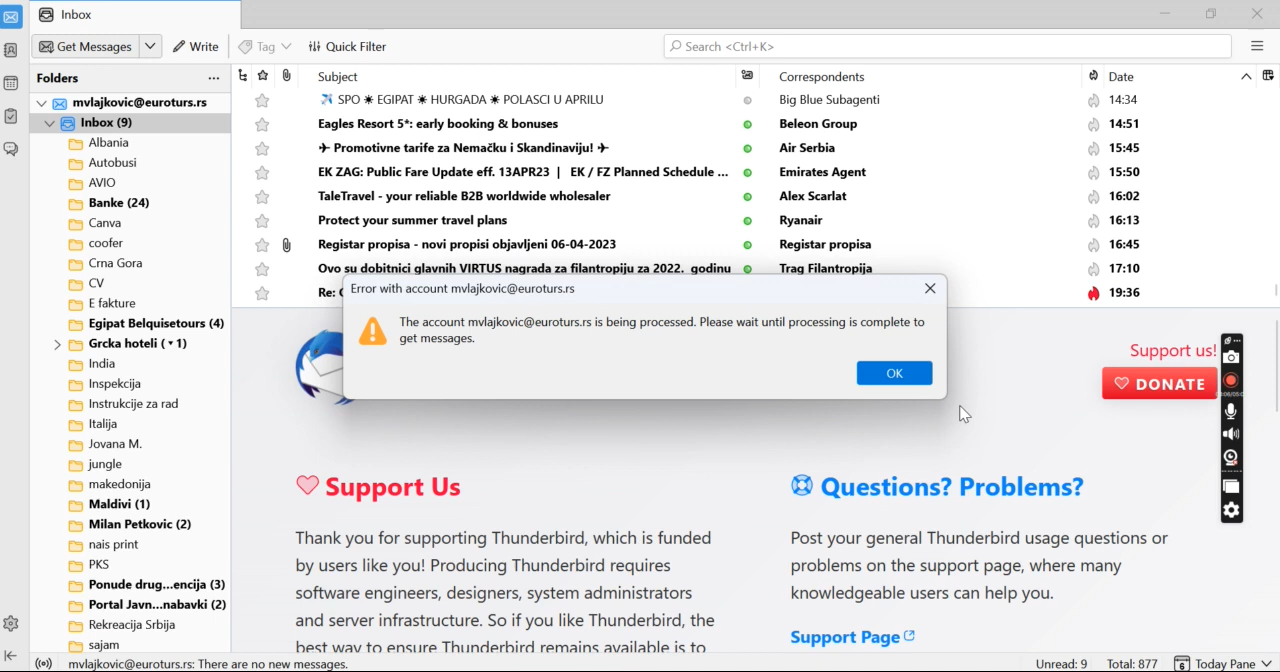 Inbox
Get Messages
Write
Tag
Quick Filter
Search <Ctrl+K>
Folders
Subject
Correspondents
Date
mvlajkovic@euroturs.rs
Inbox (9)
Albania
Autobusi
AVIO
Banke (24)
Canva
coofer
Crna Gora
CV
E fakture
Egipat Belquisetours (4)
Grcka hoteli ( ▾ 1)
India
Inspekcija
Instrukcije za rad
Italija
Jovana M.
jungle
makedonija
Maldivi (1)
Milan Petkovic (2)
nais print
PKS
Ponude drug...encija (3)
Portal Javn...nabavki (2)
Rekreacija Srbija
sajam
✈ SPO ☀ EGIPAT ☀ HURGADA ☀ POLASCI U APRILU Big Blue Subagenti 14:34
Eagles Resort 5*: early booking & bonuses Beleon Group 14:51
✈ Promotivne tarife za Nemačku i Skandinaviju! ✈ Air Serbia 15:45
EK ZAG: Public Fare Update eff. 13APR23 | EK / FZ Planned Schedule ... Emirates Agent 15:50
TaleTravel - your reliable B2B worldwide wholesaler Alex Scarlat 16:02
Protect your summer travel plans Ryanair 16:13
Registar propisa - novi propisi objavljeni 06-04-2023 Registar propisa 16:45
Ovo su dobitnici glavnih VIRTUS nagrada za filantropiju za 2022. godinu Trag Filantropija 17:10
Re: 19:36
Error with account mvlajkovic@euroturs.rs
The account mvlajkovic@euroturs.rs is being processed. Please wait until processing is complete to
get messages.
OK
Support us!
DONATE
Support Us
Thank you for supporting Thunderbird, which is funded
by users like you! Producing Thunderbird requires
software engineers, designers, system administrators
and server infrastructure. So if you like Thunderbird, the
best way to ensure Thunderbird remains available is to
Questions? Problems?
Post your general Thunderbird usage questions or
problems on the support page, where many
knowledgeable users can help you.
Support Page
mvlajkovic@euroturs.rs: There are no new messages.
Unread: 9
Total: 877
6
Today Pane